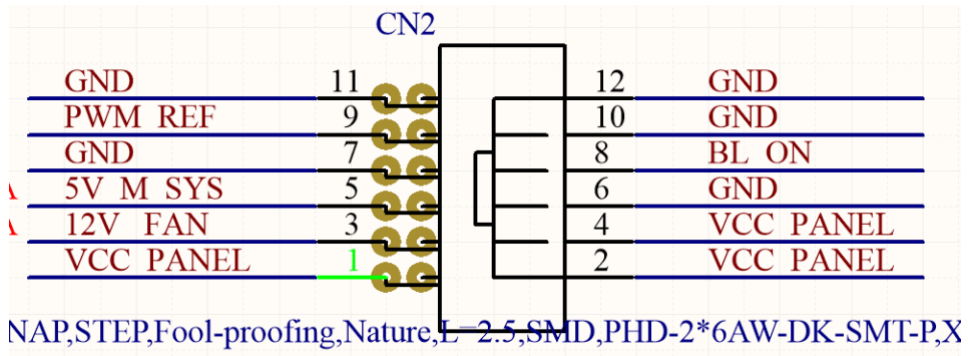 CN2
GND 11 12 GND
PWM REF 9 10 GND
GND 7 8 BL ON
5V M SYS 5 6 GND
12V FAN 3 4 VCC PANEL
VCC PANEL 1 2 VCC PANEL
NAP,STEP,Fool-proofing,Nature,L=2.5,SMD,PHD-2*6AW-DK-SMT-P,X